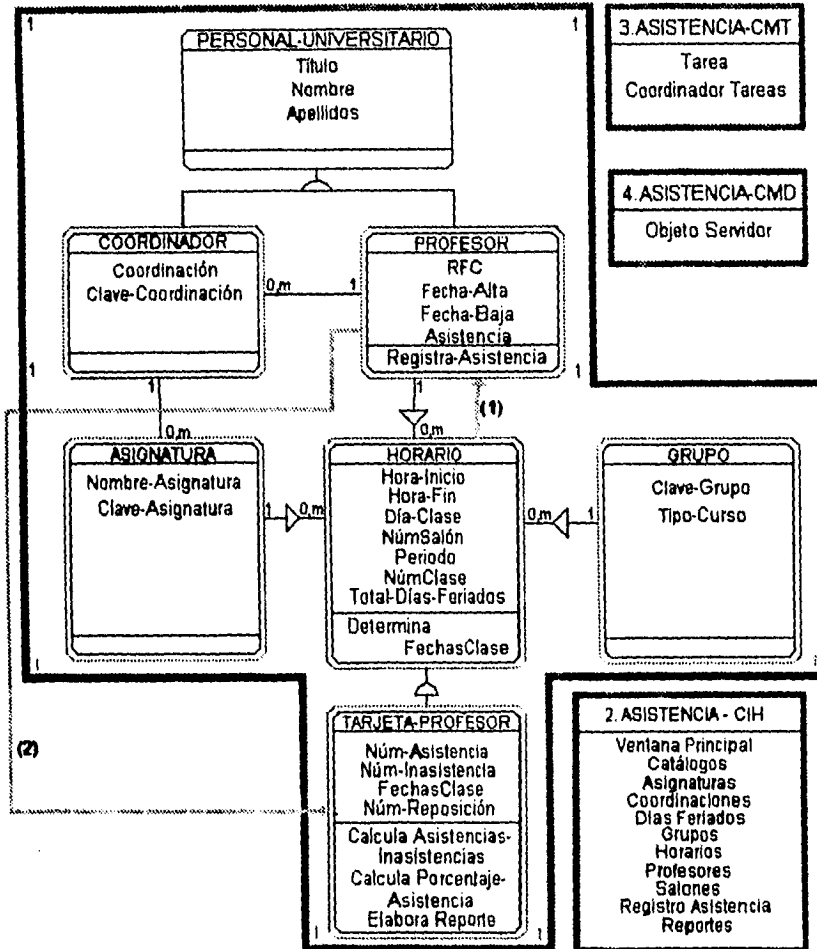 1
1
PERSONAL-UNIVERSITARIO
Título
Nombre
Apellidos
3.ASISTENCIA-CMT
Tarea
Coordinador Tareas
4.ASISTENCIA-CMD
Objeto Servidor
COORDINADOR
Coordinación
Clave-Coordinación
0,m
1
PROFESOR
RFC
Fecha-Alta
Fecha-Baja
Asistencia
Registra-Asistencia
1
1
1
1
(1)
0,m
0,m
ASIGNATURA
Nombre-Asignatura
Clave-Asignatura
1
0,m
HORARIO
Hora-Inicio
Hora-Fin
Día-Clase
NúmSalón
Periodo
NúmClase
Total-Días-Feriados
Determina
FechasClase
0,m
1
GRUPO
Clave-Grupo
Tipo-Curso
1
1
(2)
TARJETA-PROFESOR
Núm-Asistencia
Núm-Inasistencia
FechasClase
Núm-Reposición
Calcula Asistencias-
Inasistencias
Calcula Porcentaje-
Asistencia
Elabora Reporte
1
1
2. ASISTENCIA - CIH
Ventana Principal
Catálogos
Asignaturas
Coordinaciones
Días Feriados
Grupos
Horarios
Profesores
Salones
Registro Asistencia
Reportes